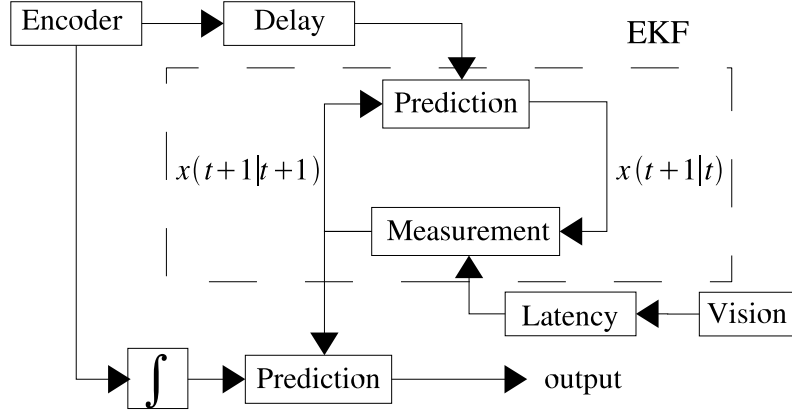 Encoder
Delay
EKF
Prediction
x(t+1|t+1)
x(t+1|t)
Measurement
Latency
Vision
∫
Prediction
output